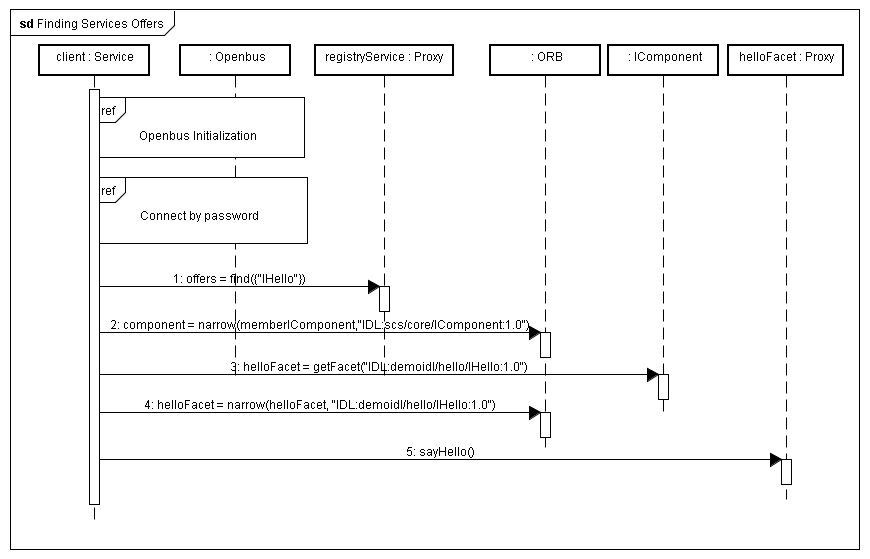 sd Finding Services Offers
client : Service
: Openbus
registryService : Proxy
: ORB
: IComponent
helloFacet : Proxy
ref
Openbus Initialization
ref
Connect by password
1: offers = find({"IHello"})
2: component = narrow(memberIComponent,"IDL:scs/core/IComponent:1.0")
3: helloFacet = getFacet("IDL:demoidl/hello/IHello:1.0")
4: helloFacet = narrow(helloFacet, "IDL:demoidl/hello/IHello:1.0")
5: sayHello()